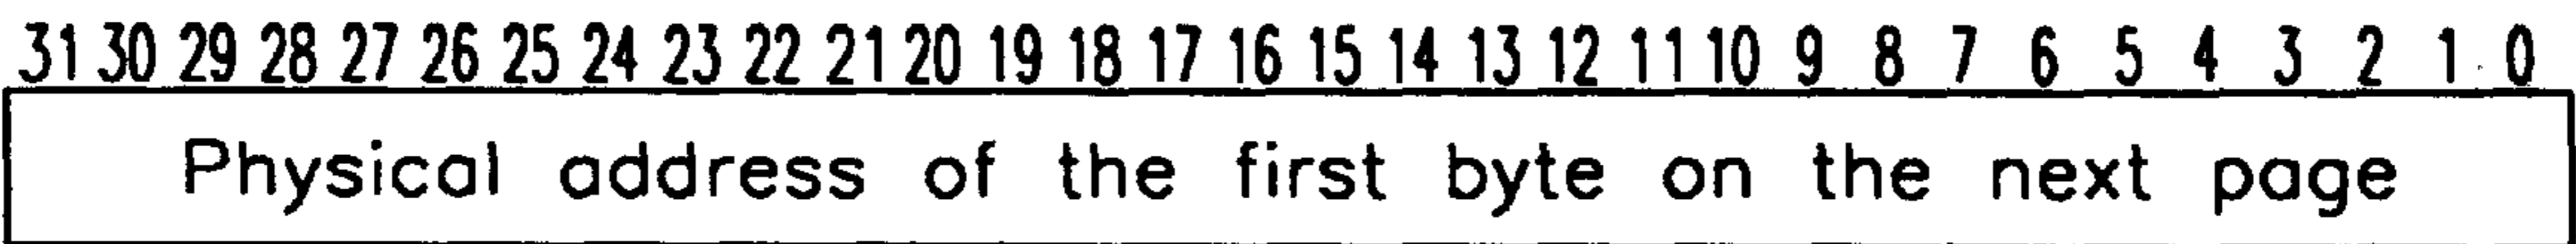 31 30 29 28 27 26 25 24 23 22 21 20 19 18 17 16 15 14 13 12 11 10 9 8 7 6 5 4 3 2 1 0
Physical address of the first byte on the next page